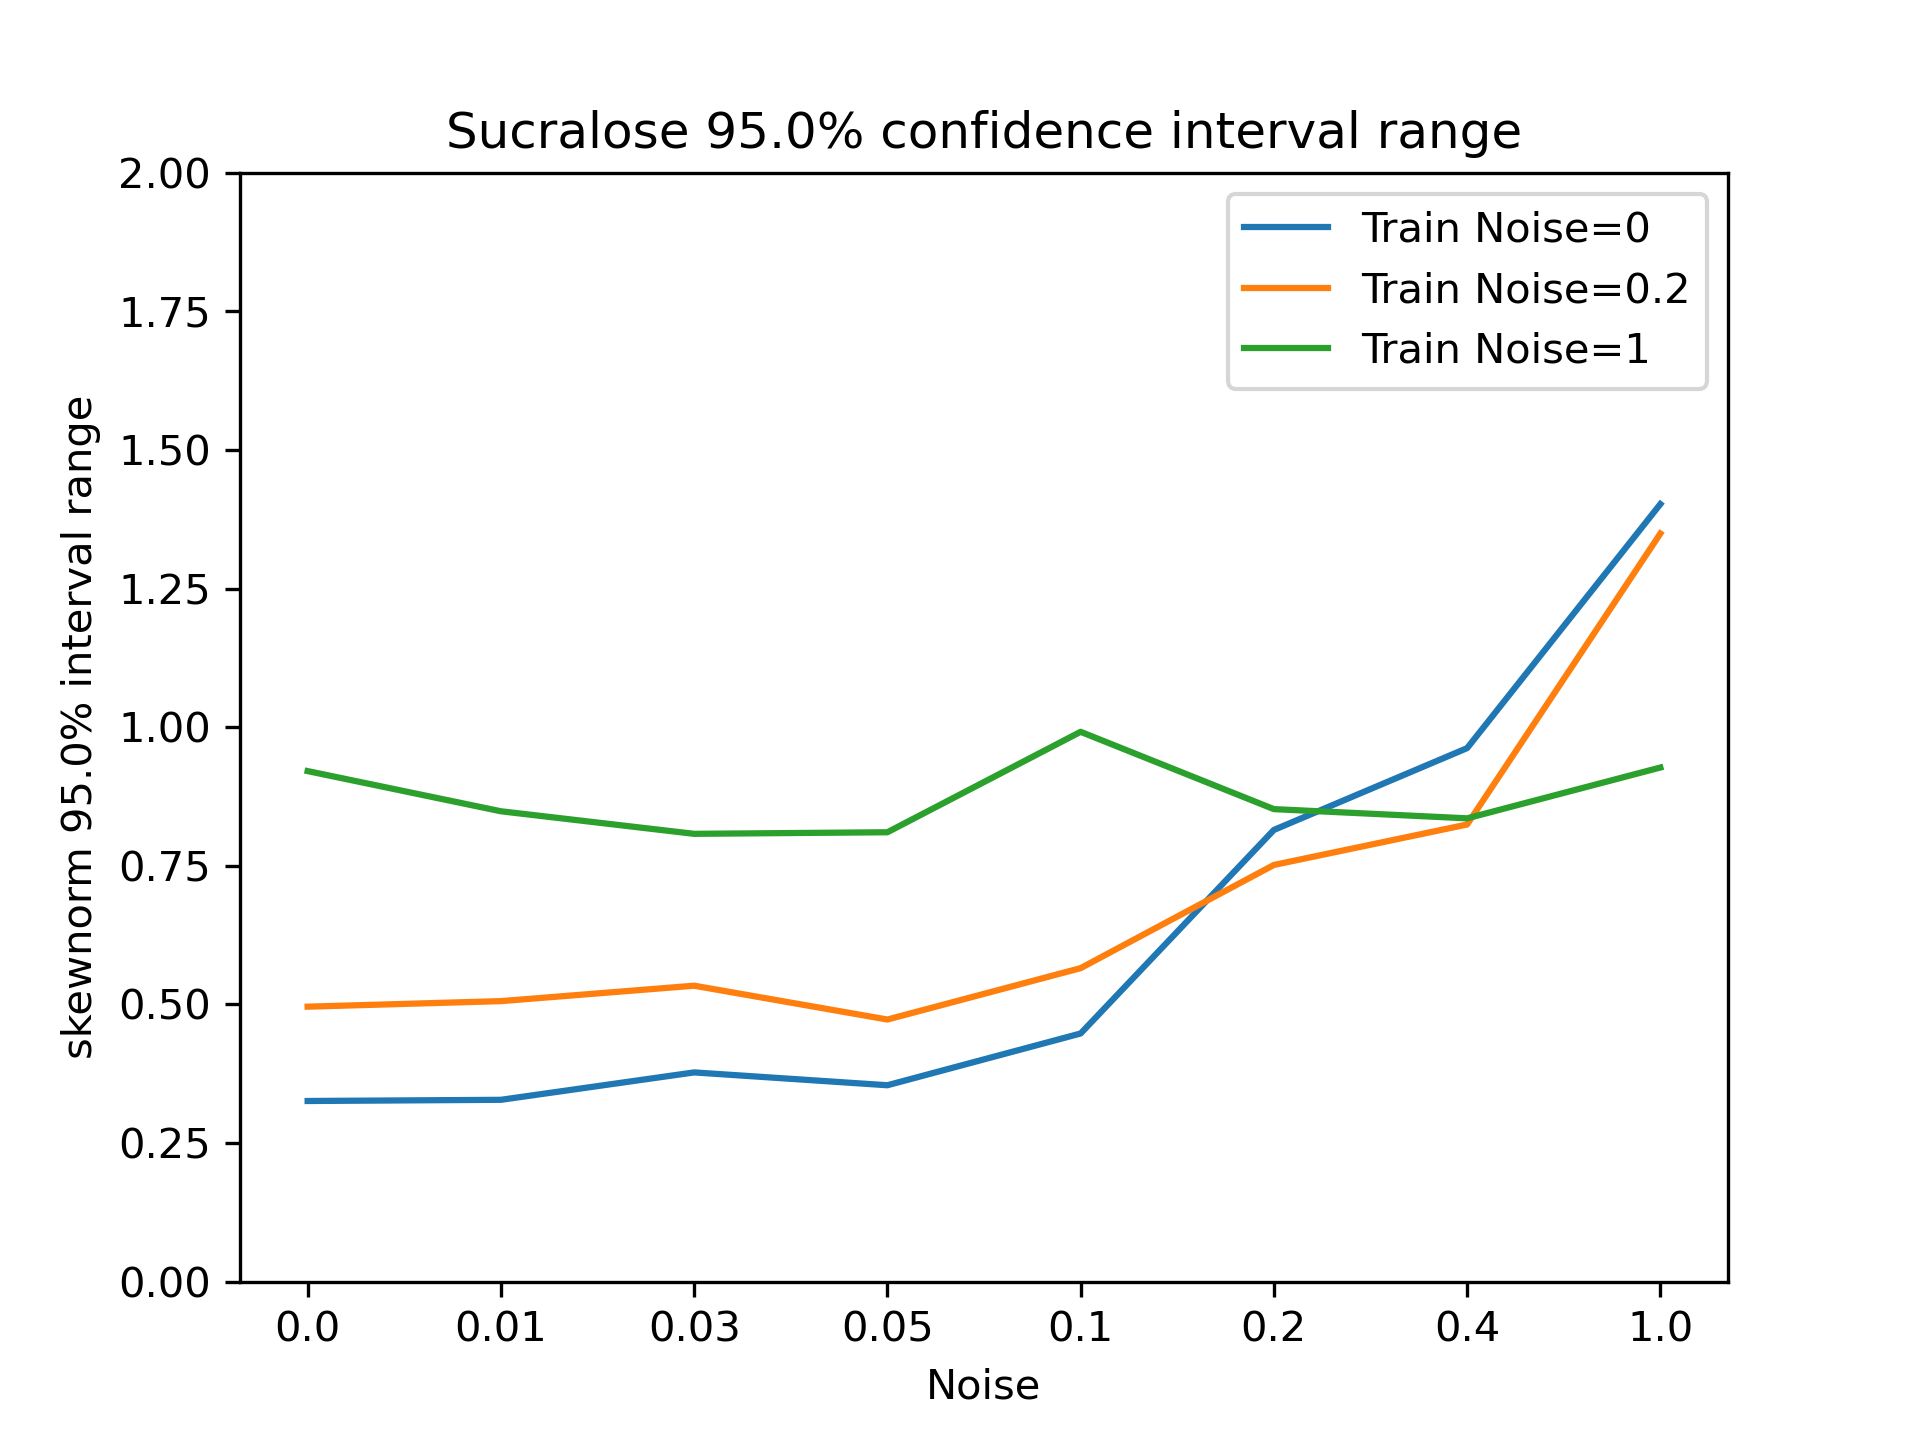 Sucralose 95.0% confidence interval range
2.00
1.75
1.50
1.25
1.00
0.75
0.50
0.25
0.00
skewnorm 95.0% interval range
Train Noise=0
Train Noise=0.2
Train Noise=1
0.0 0.01 0.03 0.05 0.1 0.2 0.4 1.0
Noise